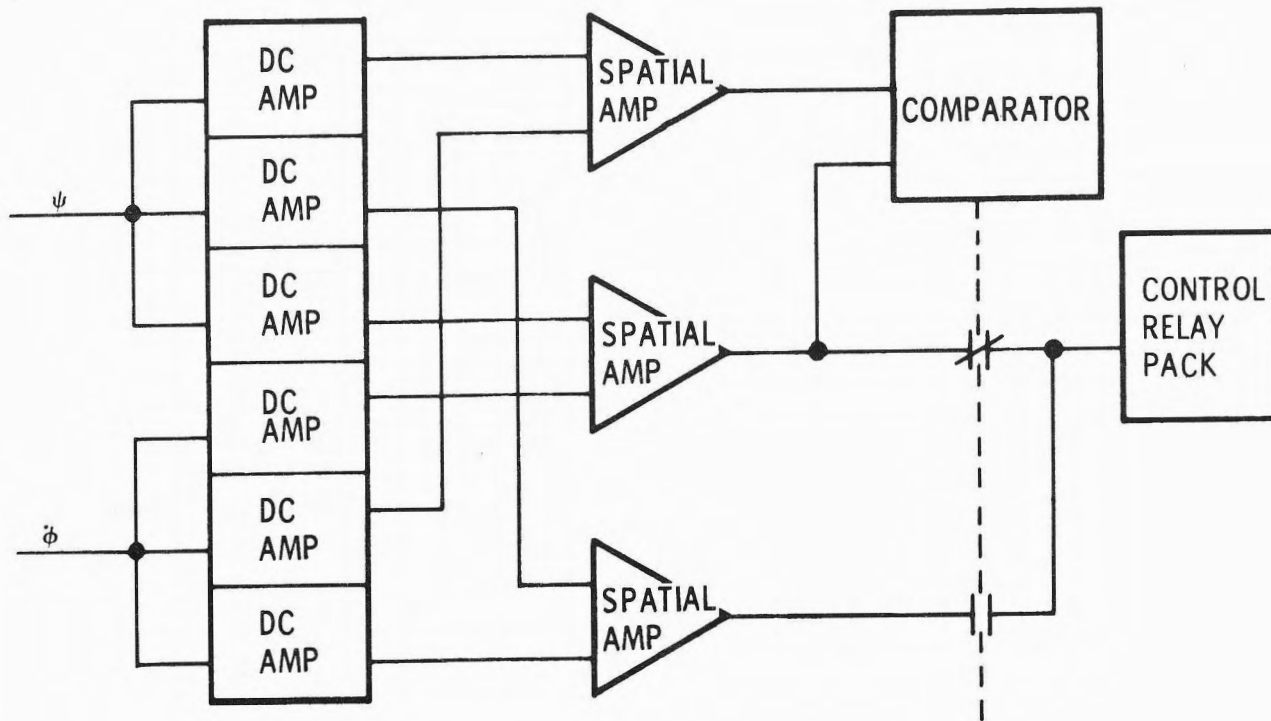 DC
AMP
DC
AMP
DC
AMP
DC
AMP
DC
AMP
DC
AMP
ψ
φ̇
SPATIAL
AMP
SPATIAL
AMP
SPATIAL
AMP
COMPARATOR
CONTROL
RELAY
PACK